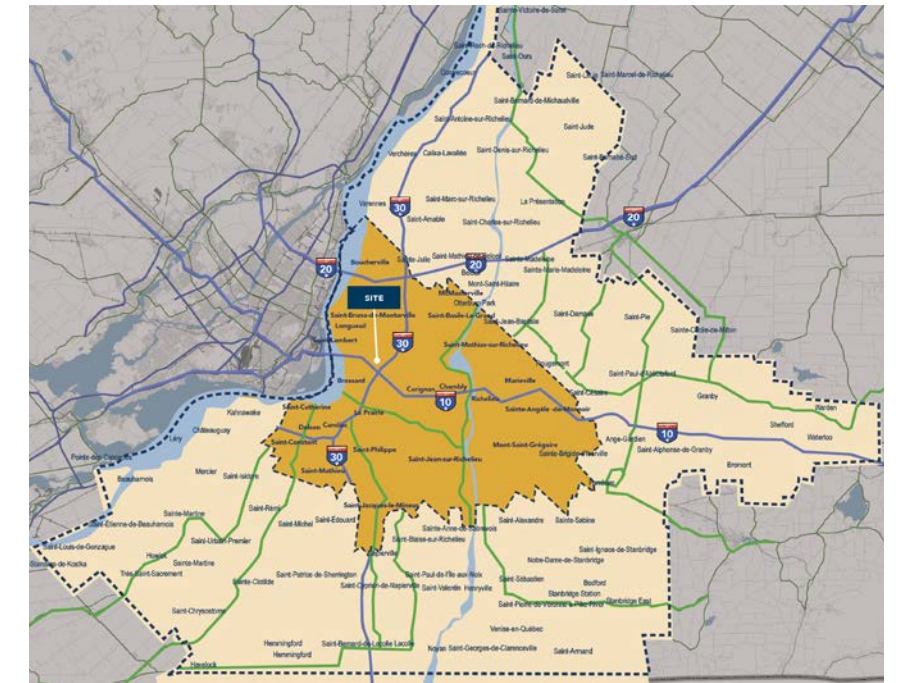 Sainte-Victoire-de-Sorel
Saint-Roch-de-Richelieu
Saint-Ours
Contrecoeur
Saint-Marcel-de-Richelieu
Saint-Bernard-de-Michaudville
Saint-Antoine-sur-Richelieu
Saint-Jude
Verchères
Calixa-Lavallée
Saint-Denis-sur-Richelieu
Saint-Barnabé-Sud
Varennes
30
Saint-Marc-sur-Richelieu
La Présentation
20
Saint-Amable
Saint-Charles-sur-Richelieu
20
Boucherville
Sainte-Julie
20
Sainte-Madeleine
Sainte-Marie-Madeleine
Mont-Saint-Hilaire
SITE
McMasterville
Otterburn Park
Saint-Bruno-de-Montarville
Saint-Basile-Le-Grand
Saint-Jean-Baptiste
Saint-Damase
Saint-Pie
Longueuil
Saint-Lambert
30
Saint-Mathias-sur-Richelieu
Sainte-Cécile-de-Milton
Rougemont
Saint-Paul-d'Abbotsford
Brossard
Carignan
Chambly
Marieville
10
Richelieu
Saint-Césaire
Granby
Kahnawake
Sainte-Cathérine
La Prairie
Sainte-Angèle-de-Monnoir
Warden
Châteauguay
Delson
Candiac
Shefford
Léry
Saint-Constant
Mont-Saint-Grégoire
Ange-Gardien
10
Waterloo
Pointe-des-Cascades
30
Saint-Philippe
Saint-Jean-sur-Richelieu
Sainte-Brigide-d'Iberville
Saint-Alphonse-de-Granby
Beauharnois
Mercier
Saint-Isidore
Saint-Mathieu
Bromont
Farnham
Sainte-Martine
Saint-Rémi
Saint-Jacques-le-Mineur
Saint-Étienne-de-Beauharnois
Saint-Michel
Saint-Édouard
Sainte-Anne-de-Sabrevois
Saint-Alexandre
Sainte-Sabine
Saint-Urbain-Premier
Saint-Blaise-sur-Richelieu
Saint-Louis-de-Gonzague
Howick
Napierville
Saint-Ignace-de-Stanbridge
Sainte-Martine
Notre-Dame-de-Stanbridge
Très-Saint-Sacrement
Sainte-Clotilde
Saint-Patrice de Sherrington
Saint-Paul-de-l'Île-aux-Noix
Saint-Sébastien
Bedford
Saint-Cyprien-de-Napierville
Saint-Valentin
Henryville
Stanbridge Station
Saint-Chrysostome
Stanbridge East
Venise-en-Québec
Hemmingford
Saint-Bernard-de-Lacolle
Lacolle
Noyan
Saint-Georges-de-Clarenceville
Saint-Armand
Hemmingford
Havelock